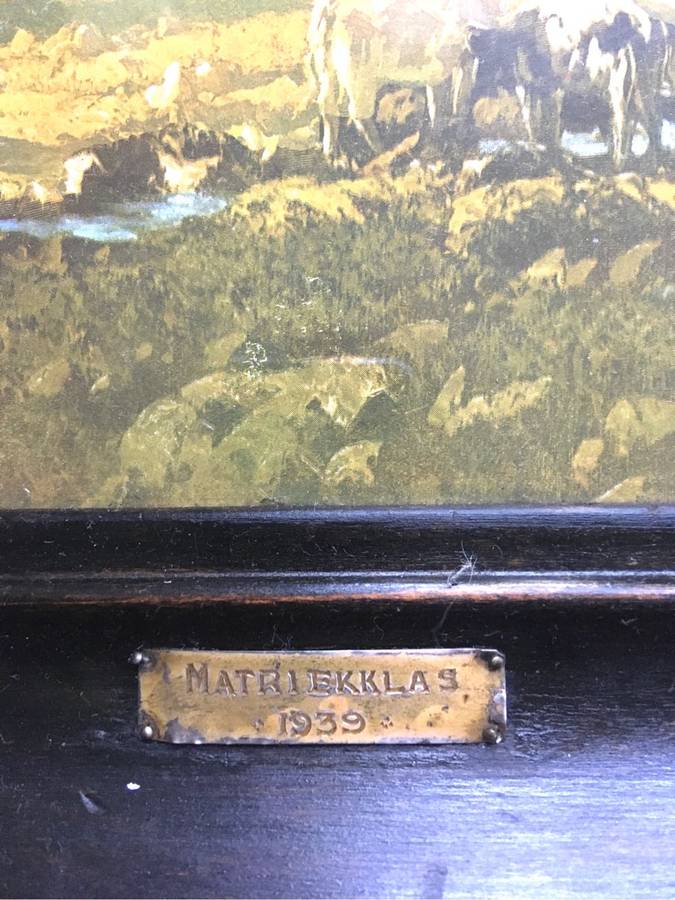 MATRIEKKLAS
· 1939 ·